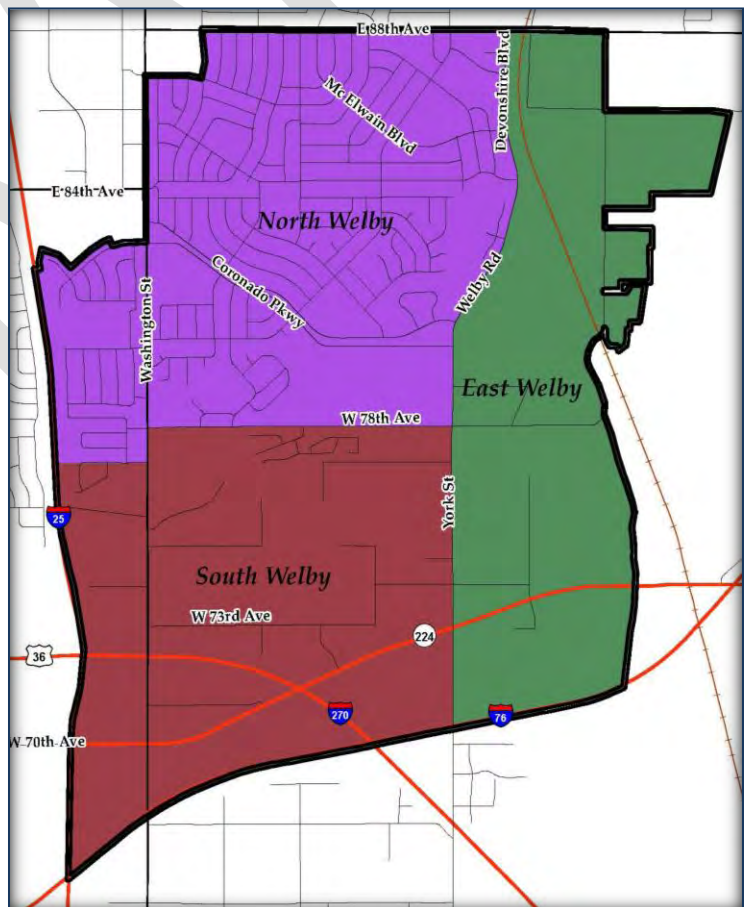 E 88th Ave
Devonshire Blvd
Mc Elwain Blvd
E 84th Ave
North Welby
Coronado Pkwy
Welby Rd
Washington St
East Welby
W 78th Ave
York St
25
South Welby
W 73rd Ave
224
36
270
76
W 70th Ave